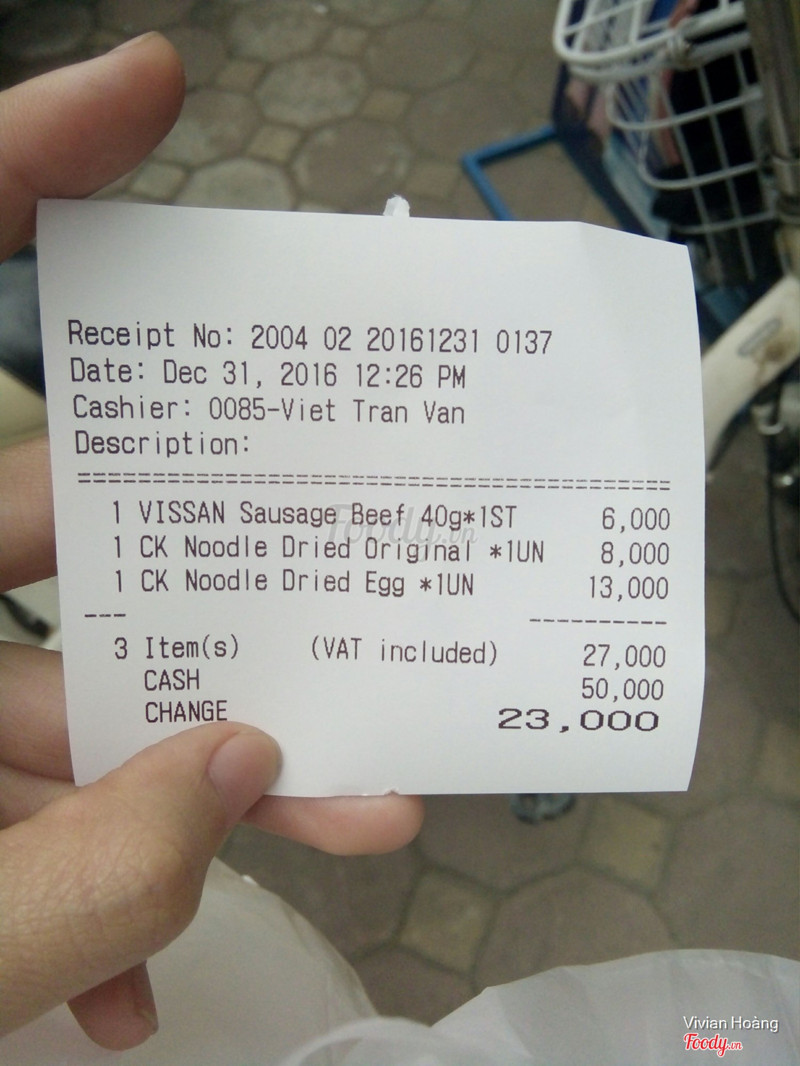 Receipt No: 2004 02 20161231 0137
Date: Dec 31, 2016 12:26 PM
Cashier: 0085-Viet Tran Van
Description:
1 VISSAN Sausage Beef 40g*1ST 6,000
1 CK Noodle Dried Original *1UN 8,000
1 CK Noodle Dried Egg *1UN 13,000
3 Item(s) (VAT included) 27,000
CASH 50,000
CHANGE 23,000
Foody.vn
Vivian Hoàng
Foody.vn